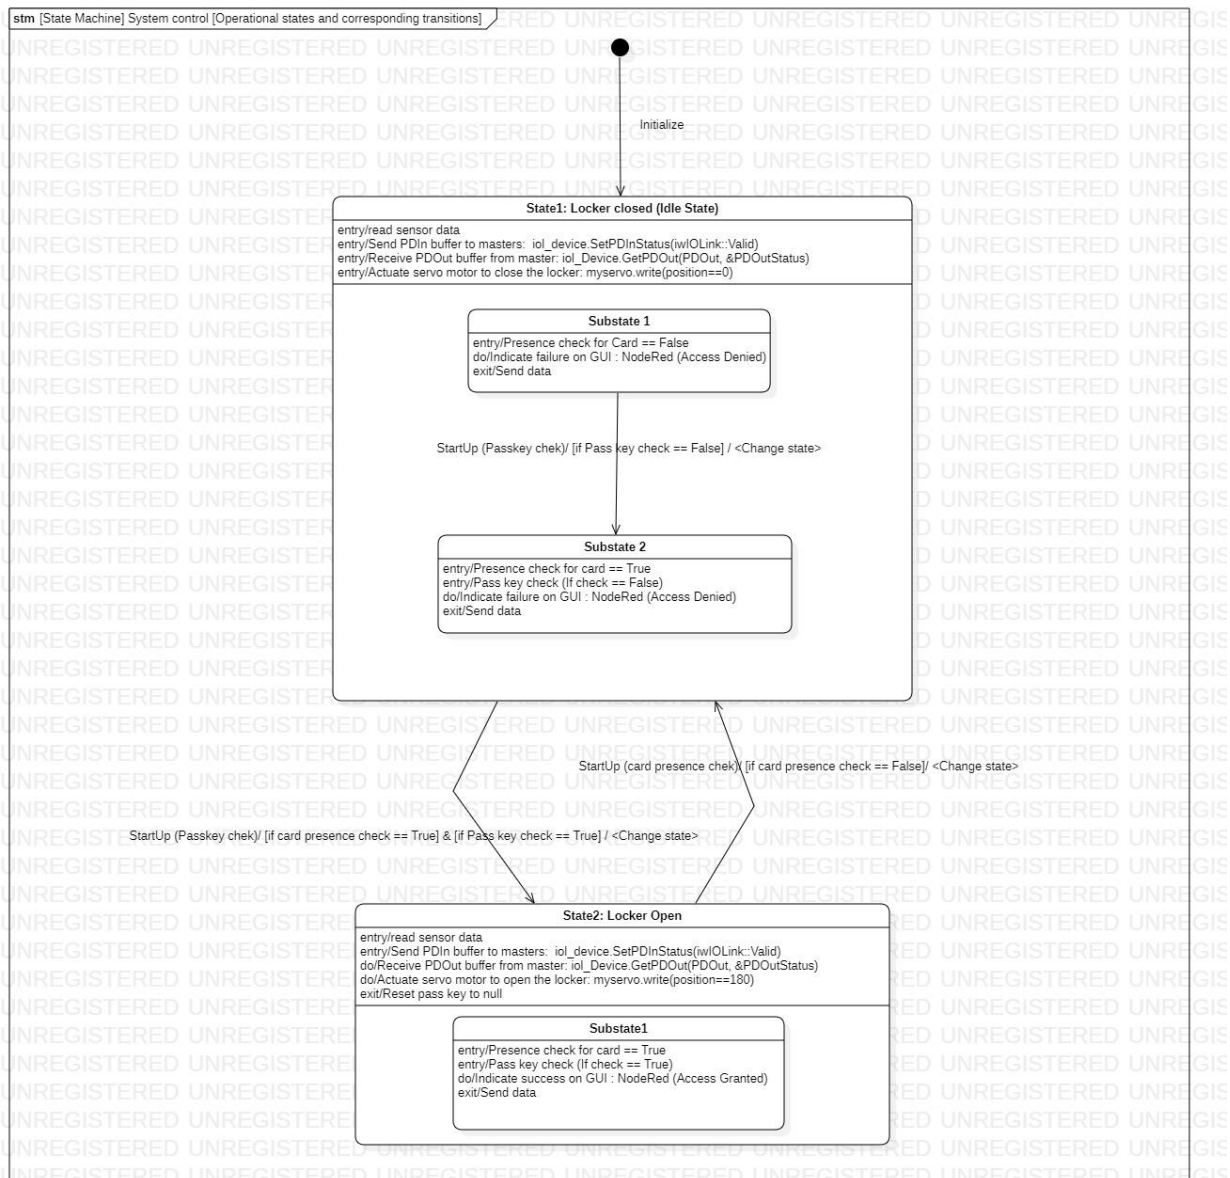 stm [State Machine] System control [Operational states and corresponding transitions]
Initialize
State1: Locker closed (Idle State)
entry/read sensor data
entry/Send PDIn buffer to masters:  iol_device.SetPDInStatus(iwIOLink::Valid)
entry/Receive PDOut buffer from master: iol_Device.GetPDOut(PDOut, &PDOutStatus)
entry/Actuate servo motor to close the locker: myservo.write(position==0)
Substate 1
entry/Presence check for Card == False
do/Indicate failure on GUI : NodeRed (Access Denied)
exit/Send data
StartUp (Passkey chek)/ [if Pass key check == False] / <Change state>
Substate 2
entry/Presence check for card == True
entry/Pass key check (If check == False)
do/Indicate failure on GUI : NodeRed (Access Denied)
exit/Send data
StartUp (card presence chek)/ [if card presence check == False]/ <Change state>
StartUp (Passkey chek)/ [if card presence check == True] & [if Pass key check == True] / <Change state>
State2: Locker Open
entry/read sensor data
entry/Send PDIn buffer to masters:  iol_device.SetPDInStatus(iwIOLink::Valid)
do/Receive PDOut buffer from master: iol_Device.GetPDOut(PDOut, &PDOutStatus)
do/Actuate servo motor to open the locker: myservo.write(position==180)
exit/Reset pass key to null
Substate1
entry/Presence check for card == True
entry/Pass key check (If check == True)
do/Indicate success on GUI : NodeRed (Access Granted)
exit/Send data
UNREGISTERED